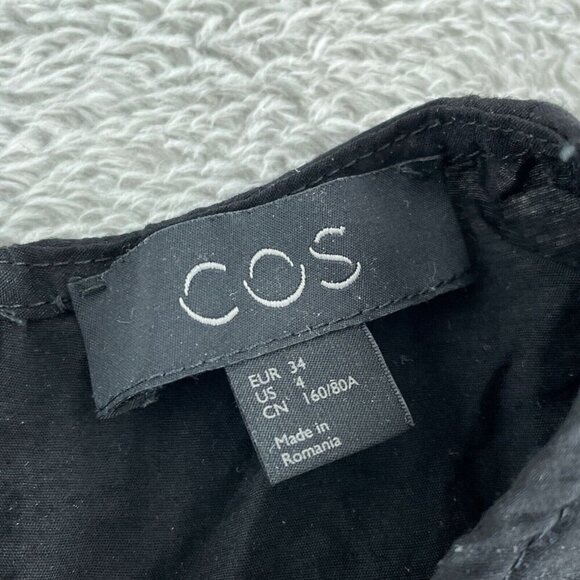 COS
EUR 34
US 4
CN 160/80A
Made in
Romania